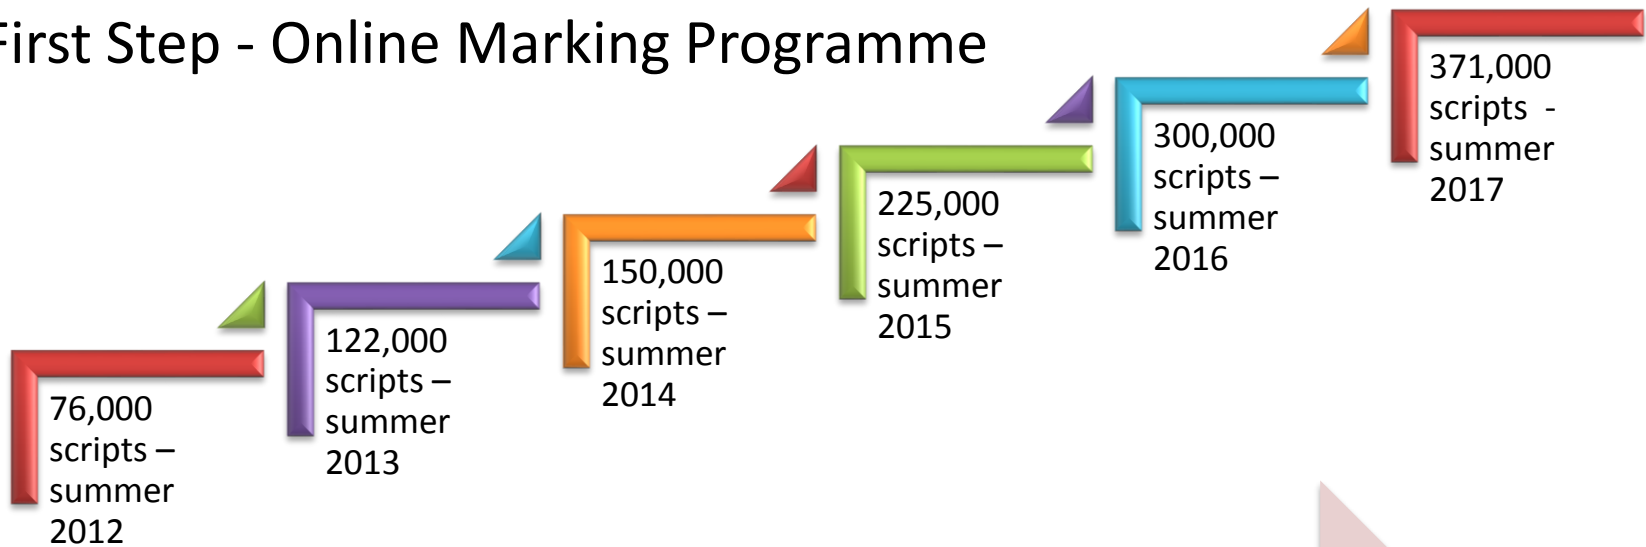 First Step - Online Marking Programme
76,000
scripts –
summer
2012
122,000
scripts –
summer
2013
150,000
scripts –
summer
2014
225,000
scripts –
summer
2015
300,000
scripts –
summer
2016
371,000
scripts -
summer
2017